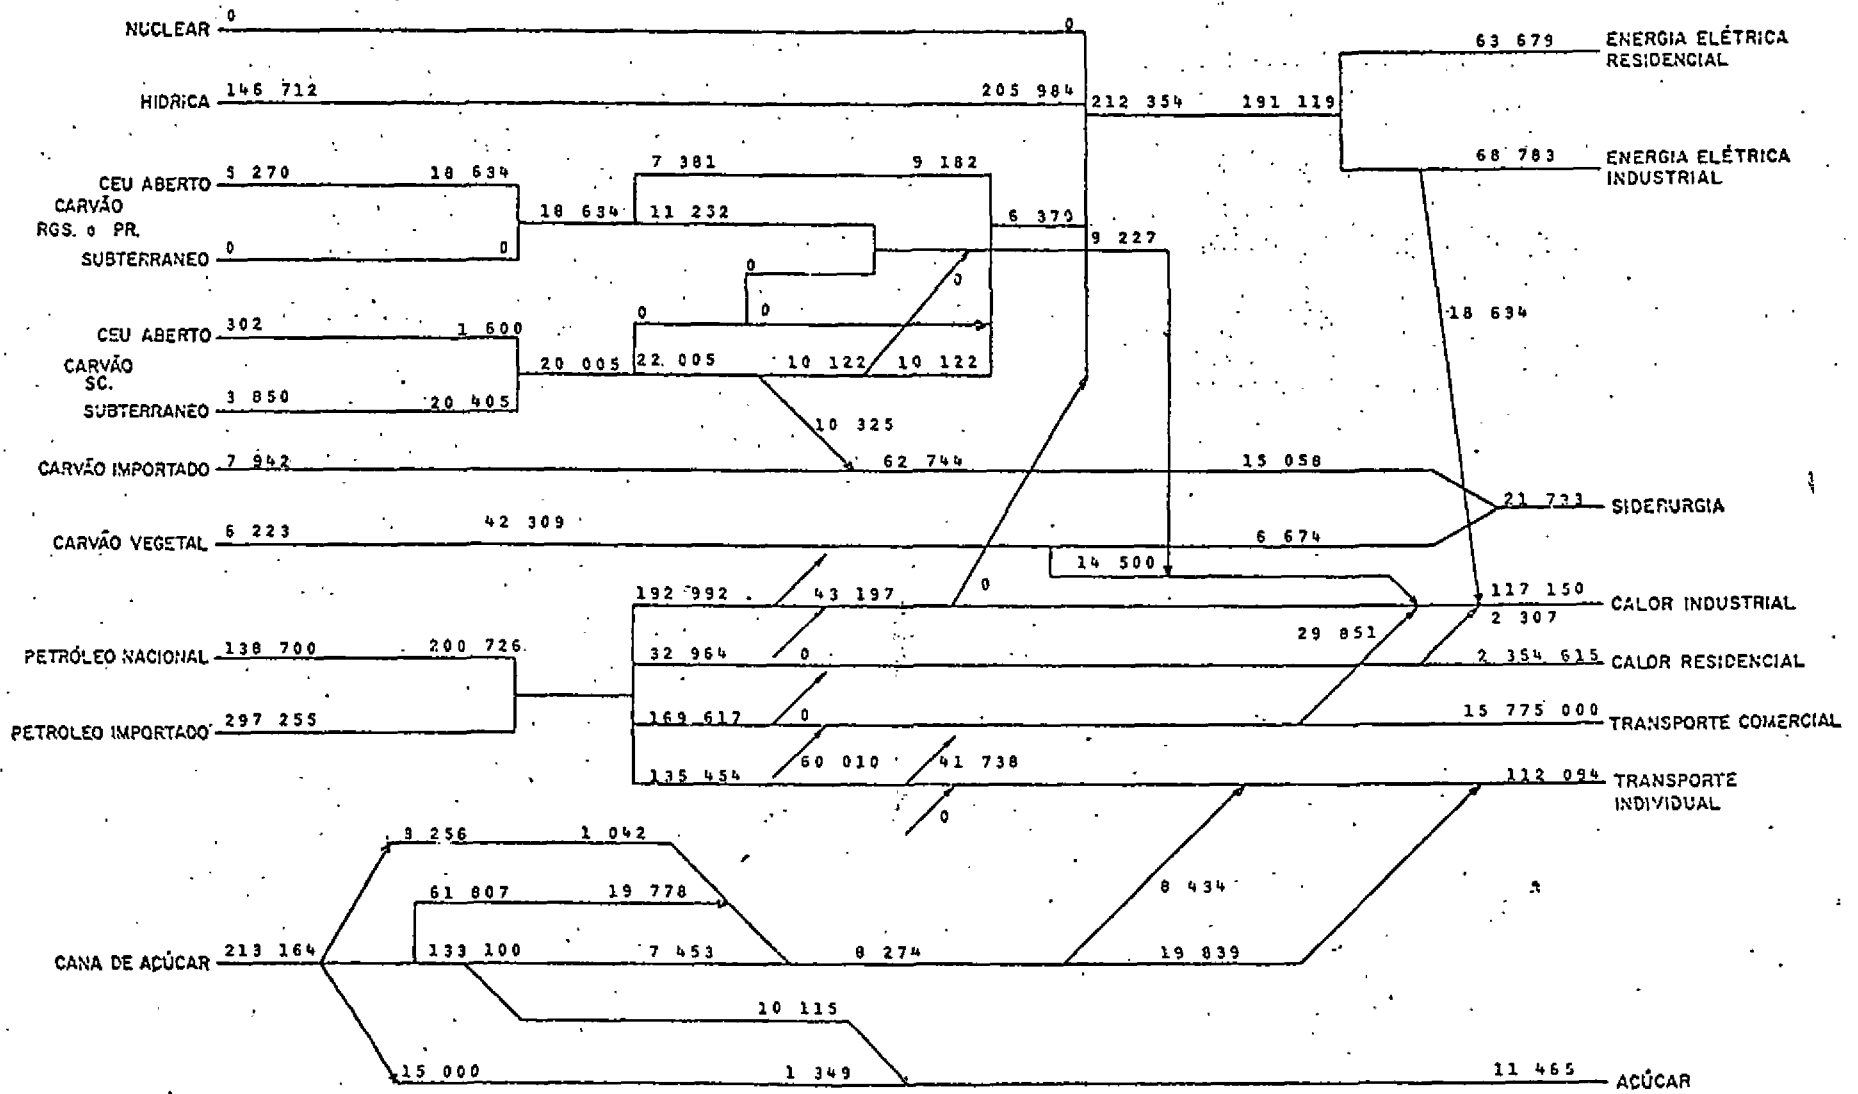 NUCLEAR 0 0
63 679 ENERGIA ELÉTRICA
RESIDENCIAL
HIDRICA 146 712 205 984 212 354 191 119
68 783 ENERGIA ELÉTRICA
INDUSTRIAL
7 381 9 182
CEU ABERTO 5 270 18 634
CARVÃO
RGS. e PR.
18 634 11 232 6 370
9 227
SUBTERRANEO 0 0
0 0
0 0
18 694
CEU ABERTO 302 1 600
CARVÃO
SC.
20 005 22 005 10 122 10 122
SUBTERRANEO 3 850 20 405
10 325
CARVÃO IMPORTADO 7 942 62 744 15 058
21 733 SIDERURGIA
42 309
CARVÃO VEGETAL 6 223 6 674
14 500
192 992 43 197 0 117 150 CALOR INDUSTRIAL
2 307
29 851
PETRÓLEO NACIONAL 138 700 200 726
32 964 0 2 354 615 CALOR RESIDENCIAL
PETROLEO IMPORTADO 297 255
169 617 0 15 775 000 TRANSPORTE COMERCIAL
135 454 60 010 41 738 112 094 TRANSPORTE
INDIVIDUAL
0
9 256 1 042
61 807 19 778 8 434
CANA DE AÇÚCAR 213 164 133 100 7 453 8 274 19 839
10 115
15 000 1 349 11 465 AÇÚCAR